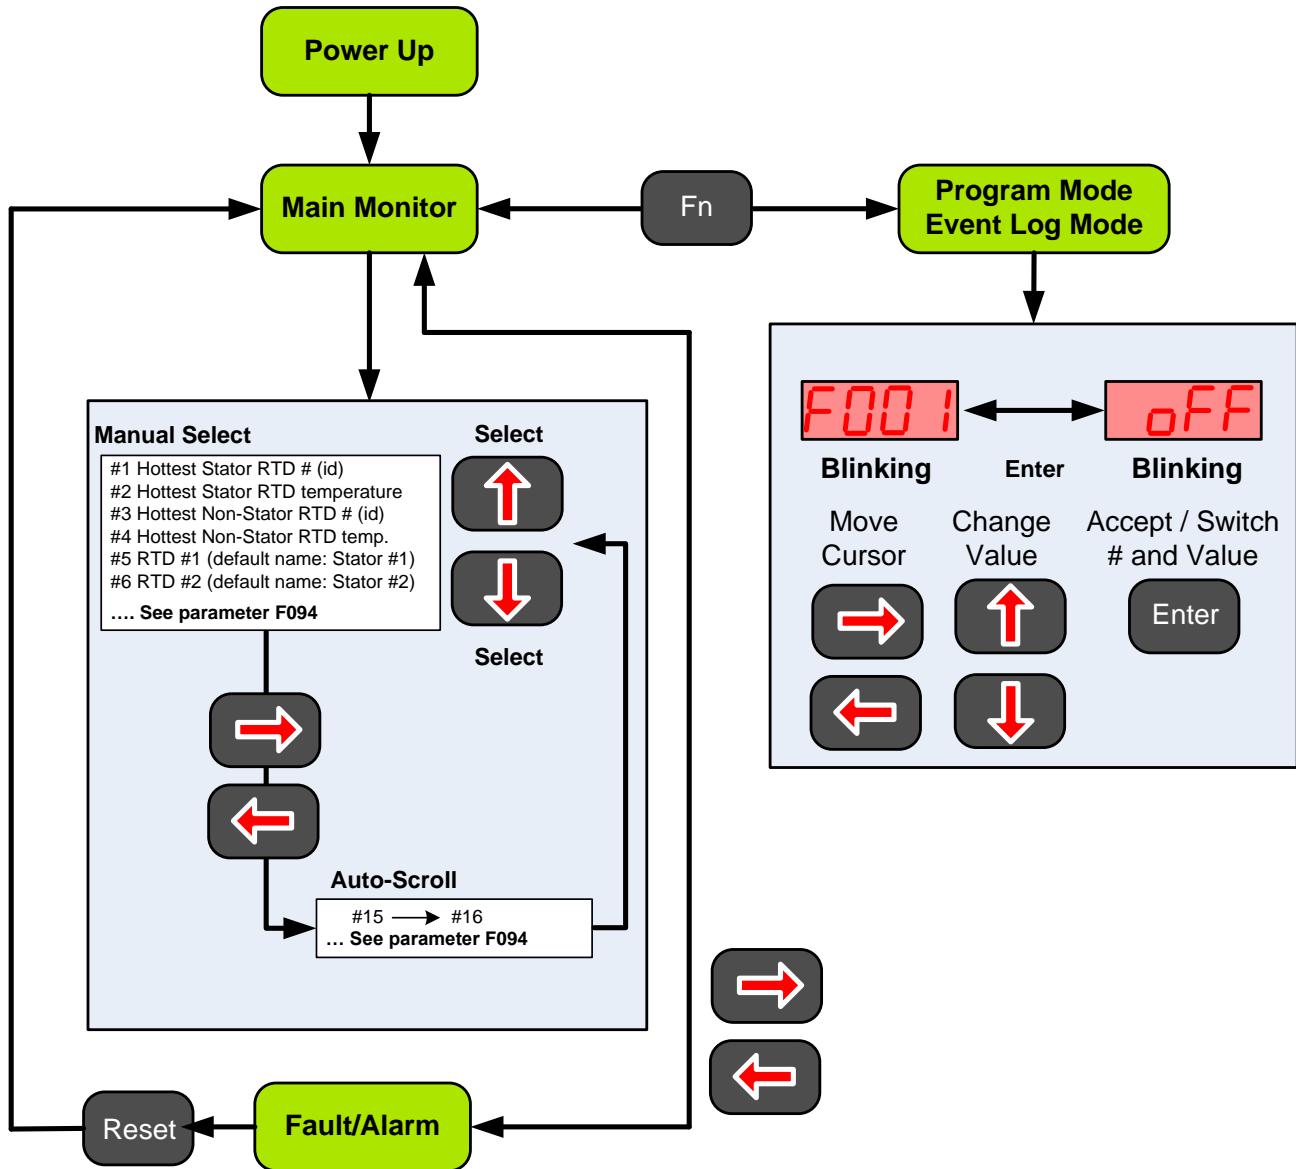 Power Up
Main Monitor
Fn
Program Mode
Event Log Mode
Manual Select
#1 Hottest Stator RTD # (id)
#2 Hottest Stator RTD temperature
#3 Hottest Non-Stator RTD # (id)
#4 Hottest Non-Stator RTD temp.
#5 RTD #1 (default name: Stator #1)
#6 RTD #2 (default name: Stator #2)
.... See parameter F094
Select
Select
Auto-Scroll
#15 #16
... See parameter F094
F001
oFF
Blinking
Enter
Blinking
Move
Cursor
Change
Value
Accept / Switch
# and Value
Enter
Reset
Fault/Alarm